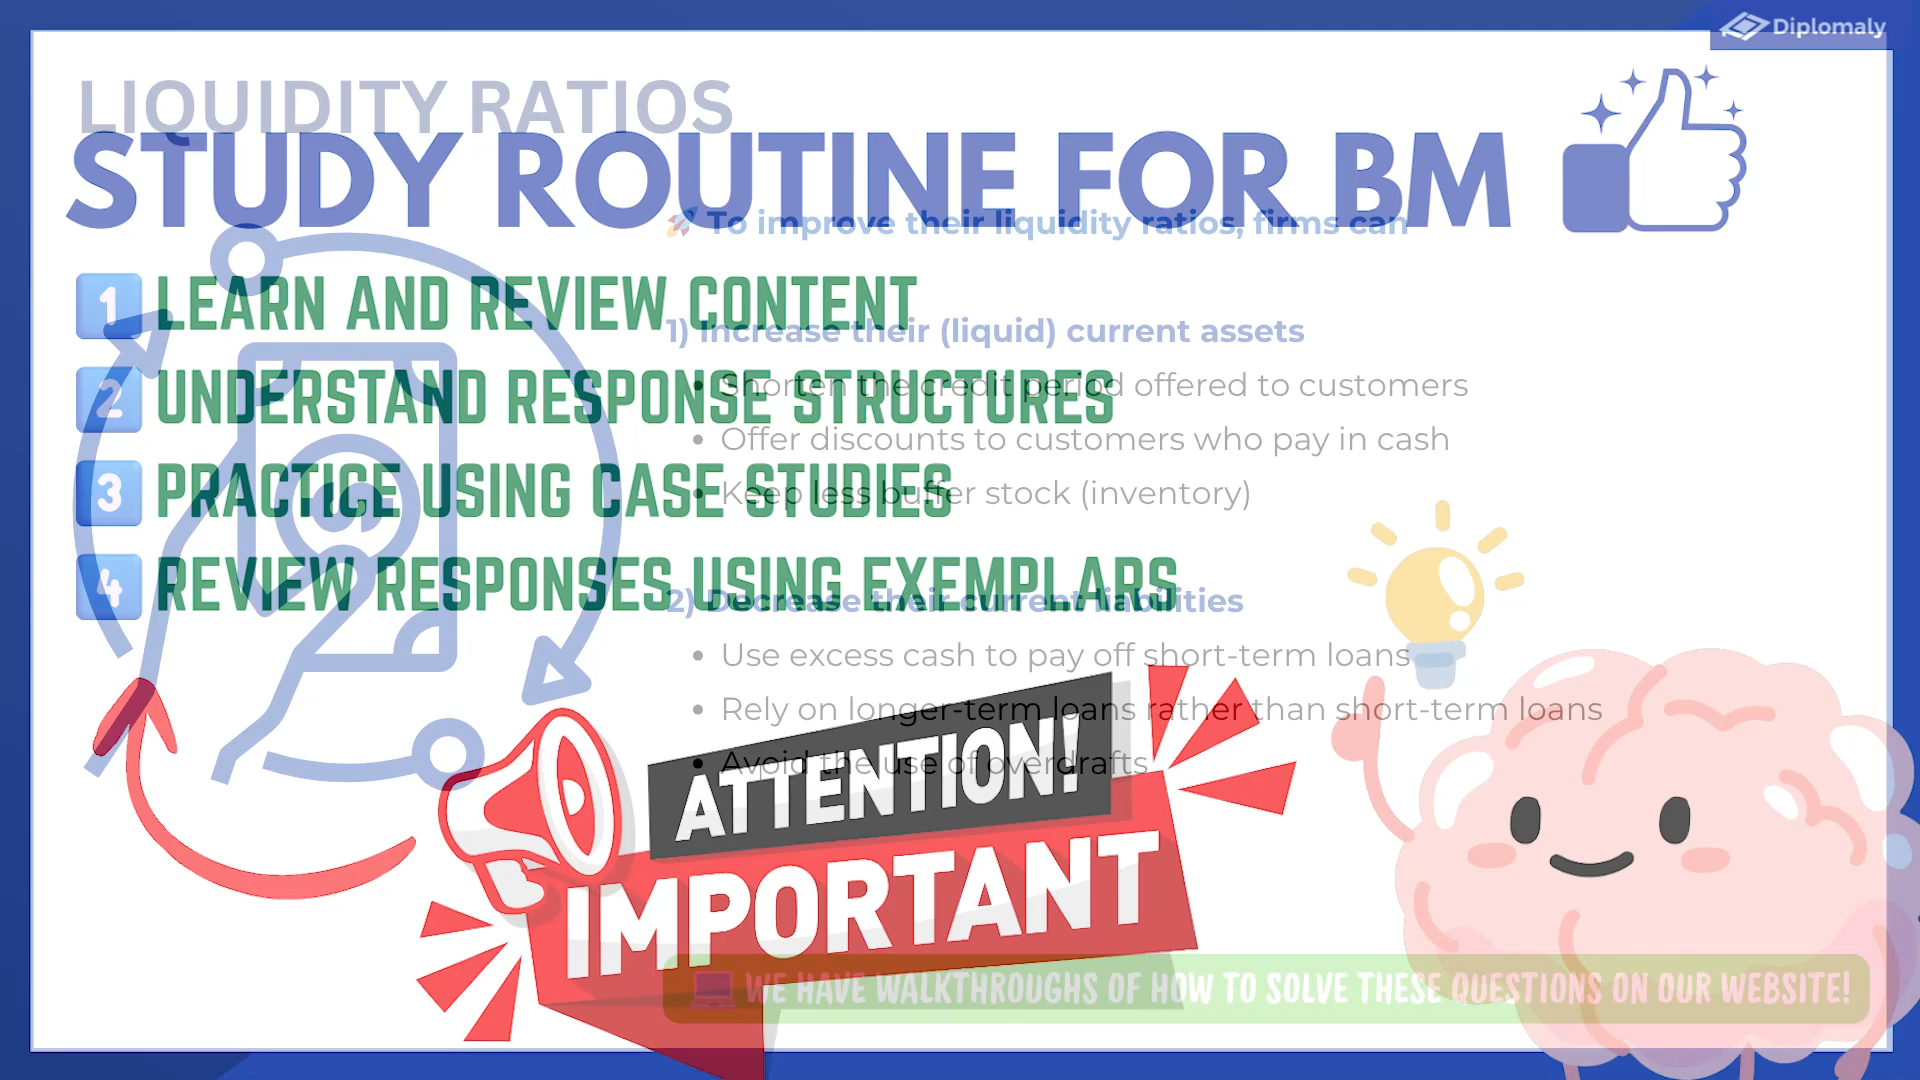 Diplomaly
LIQUIDITY RATIOS
STUDY ROUTINE FOR BM
🚀 To improve their liquidity ratios, firms can
1 LEARN AND REVIEW CONTENT
1) Increase their (liquid) current assets
2 UNDERSTAND RESPONSE STRUCTURES
• Shorten the credit period offered to customers
• Offer discounts to customers who pay in cash
3 PRACTICE USING CASE STUDIES
• Keep less buffer stock (inventory)
4 REVIEW RESPONSES USING EXEMPLARS
2) Decrease their current liabilities
• Use excess cash to pay off short-term loans
• Rely on longer-term loans rather than short-term loans
• Avoid the use of overdrafts
ATTENTION!
IMPORTANT
💻 WE HAVE WALKTHROUGHS OF HOW TO SOLVE THESE QUESTIONS ON OUR WEBSITE!